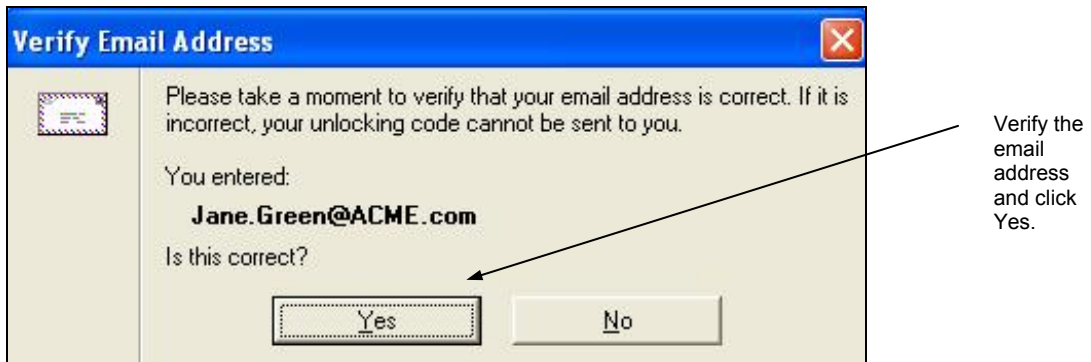 Verify Email Address
Please take a moment to verify that your email address is correct. If it is
incorrect, your unlocking code cannot be sent to you.
You entered:
Jane.Green@ACME.com
Is this correct?
Yes
No
Verify the
email
address
and click
Yes.